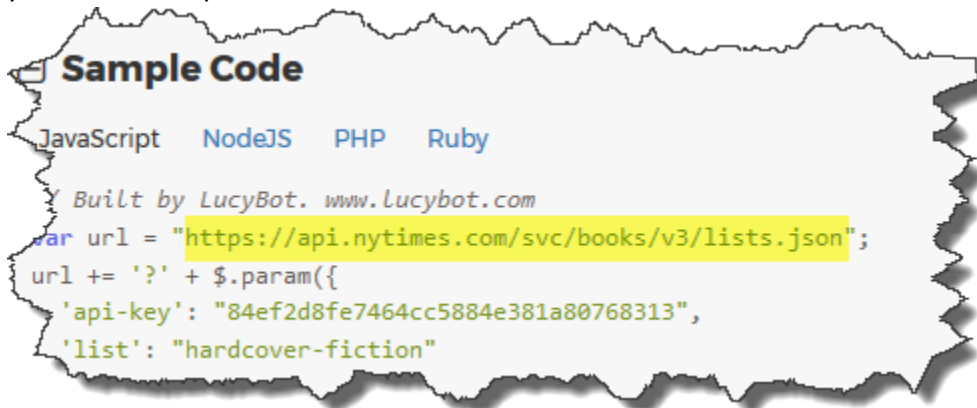 Sample Code
JavaScript NodeJS PHP Ruby
/ Built by LucyBot. www.lucybot.com
var url = "https://api.nytimes.com/svc/books/v3/lists.json";
url += '?' + $.param({
'api-key': "84ef2d8fe7464cc5884e381a80768313",
'list': "hardcover-fiction"